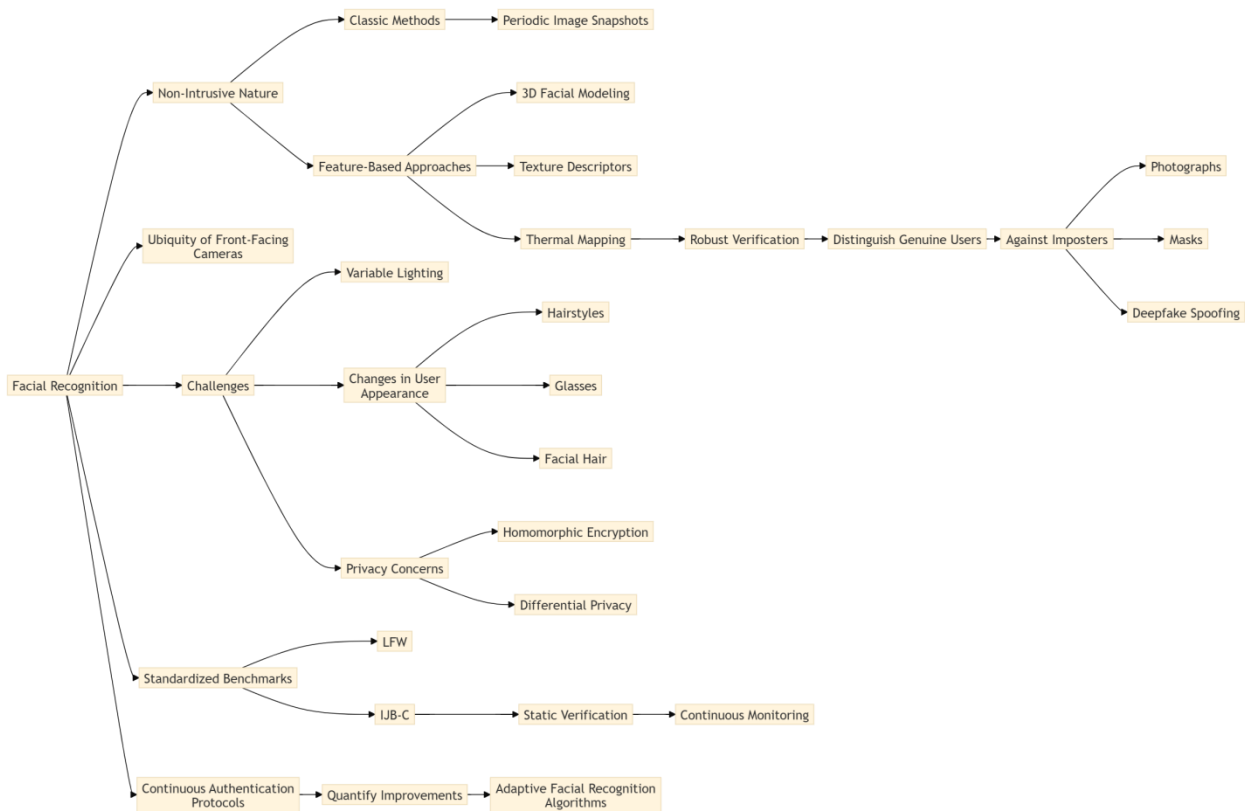 Classic Methods
Periodic Image Snapshots
Non-Intrusive Nature
3D Facial Modeling
Feature-Based Approaches
Texture Descriptors
Photographs
Ubiquity of Front-Facing
Cameras
Thermal Mapping
Robust Verification
Distinguish Genuine Users
Against Imposters
Masks
Variable Lighting
Hairstyles
Deepfake Spoofing
Facial Recognition
Challenges
Changes in User
Appearance
Glasses
Facial Hair
Homomorphic Encryption
Privacy Concerns
Differential Privacy
LFW
Standardized Benchmarks
IJB-C
Static Verification
Continuous Monitoring
Continuous Authentication
Protocols
Quantify Improvements
Adaptive Facial Recognition
Algorithms